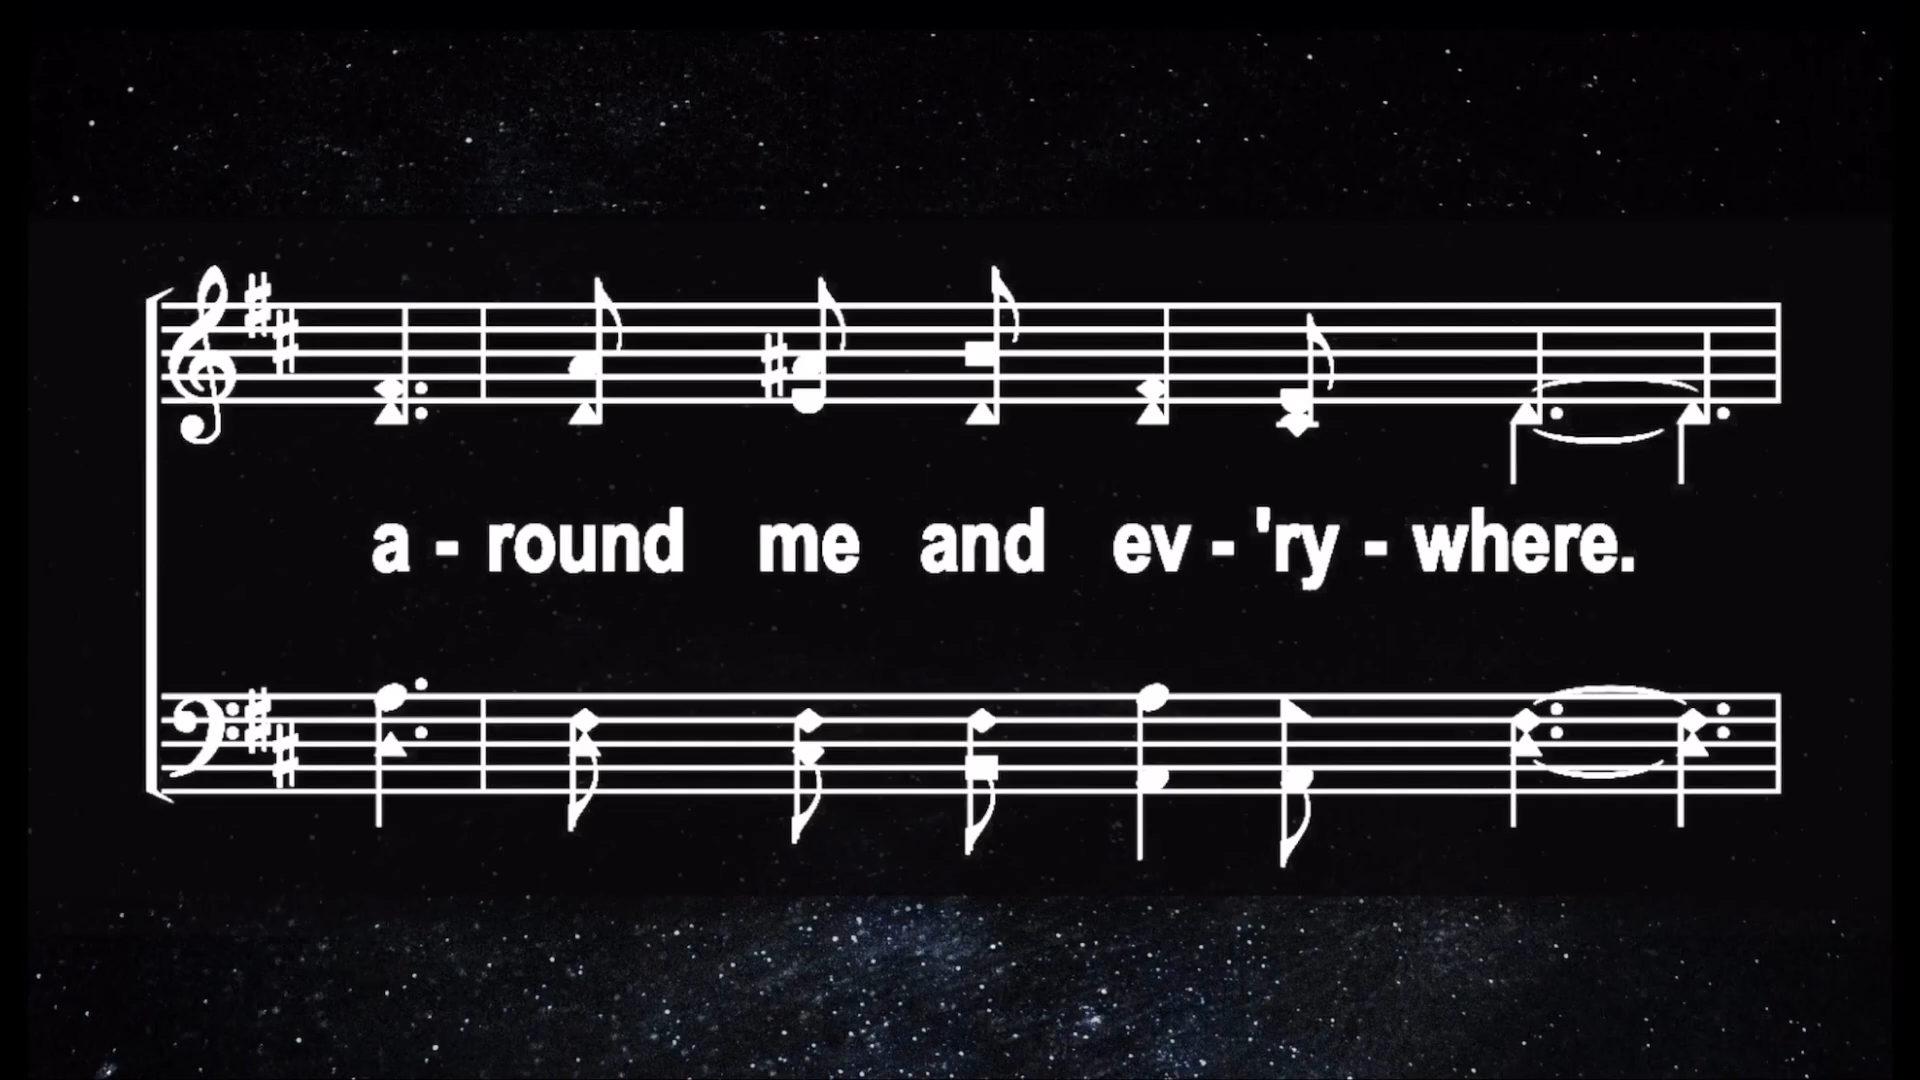 a - round me and ev - 'ry - where.